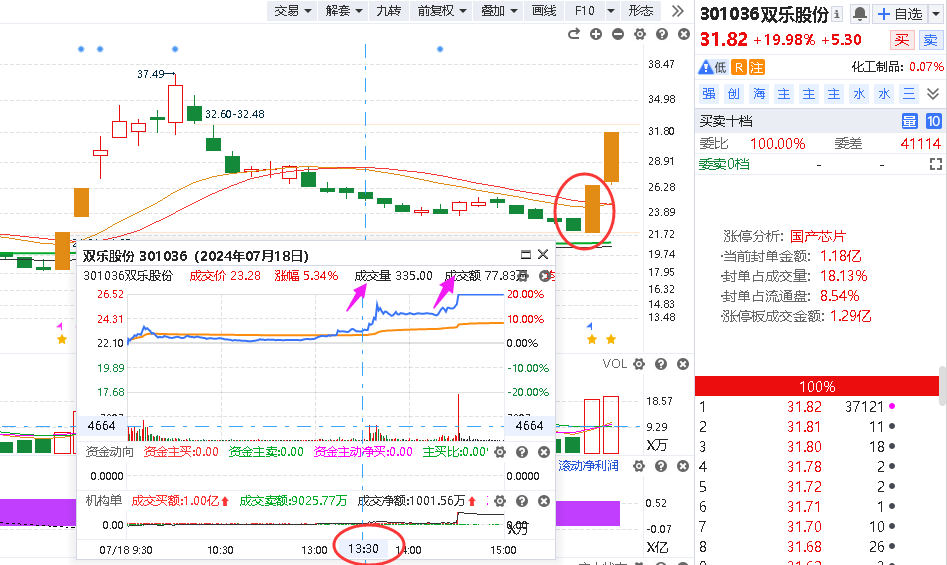 交易 解套 九转 前复权 叠加 画线 F10 形态
301036双乐股份 自选
31.82 +19.98% +5.30 买 卖
低 R 注 化工制品: 0.07%
强 创 海 主 主 主 水 水 三
买卖十档 量 10
委比 100.00% 委差 41114
委卖0档 - -
38.47
37.49
34.98
32.60-32.48
31.80
28.91
26.28
23.89
21.72
19.74
17.95
16.32
14.83
13.48
涨停分析: 国产芯片
当前封单金额: 1.18亿
封单占成交量: 18.13%
封单占流通盘: 8.54%
涨停板成交金额: 1.29亿
双乐股份 301036 (2024年07月18日)
301036双乐股份 成交价 23.28 涨幅 5.34% 成交量 335.00 成交额 77.83万
26.52 20.00%
24.31 10.00%
22.10 0.00%
19.89 -10.00%
17.68 -20.00%
4664 4664
资金动向 资金主买:0.00 资金主卖:0.00 资金主动净买:0.00 主买比:0.00
0.0000 0.0000
机构单 成交买额:1.00亿 成交卖额:9025.77万 成交净额:1001.56万
0.00 0.00
X万
07/18 9:30 10:30 13:00 13:30 14:00 15:00
VOL
18.57
9.29
X万
滚动净利润
0.52
-0.07
X亿
100%
1 31.82 37121
2 31.81 11
3 31.80 18
4 31.78 2
5 31.72 2
6 31.71 1
7 31.70 10
8 31.68 26